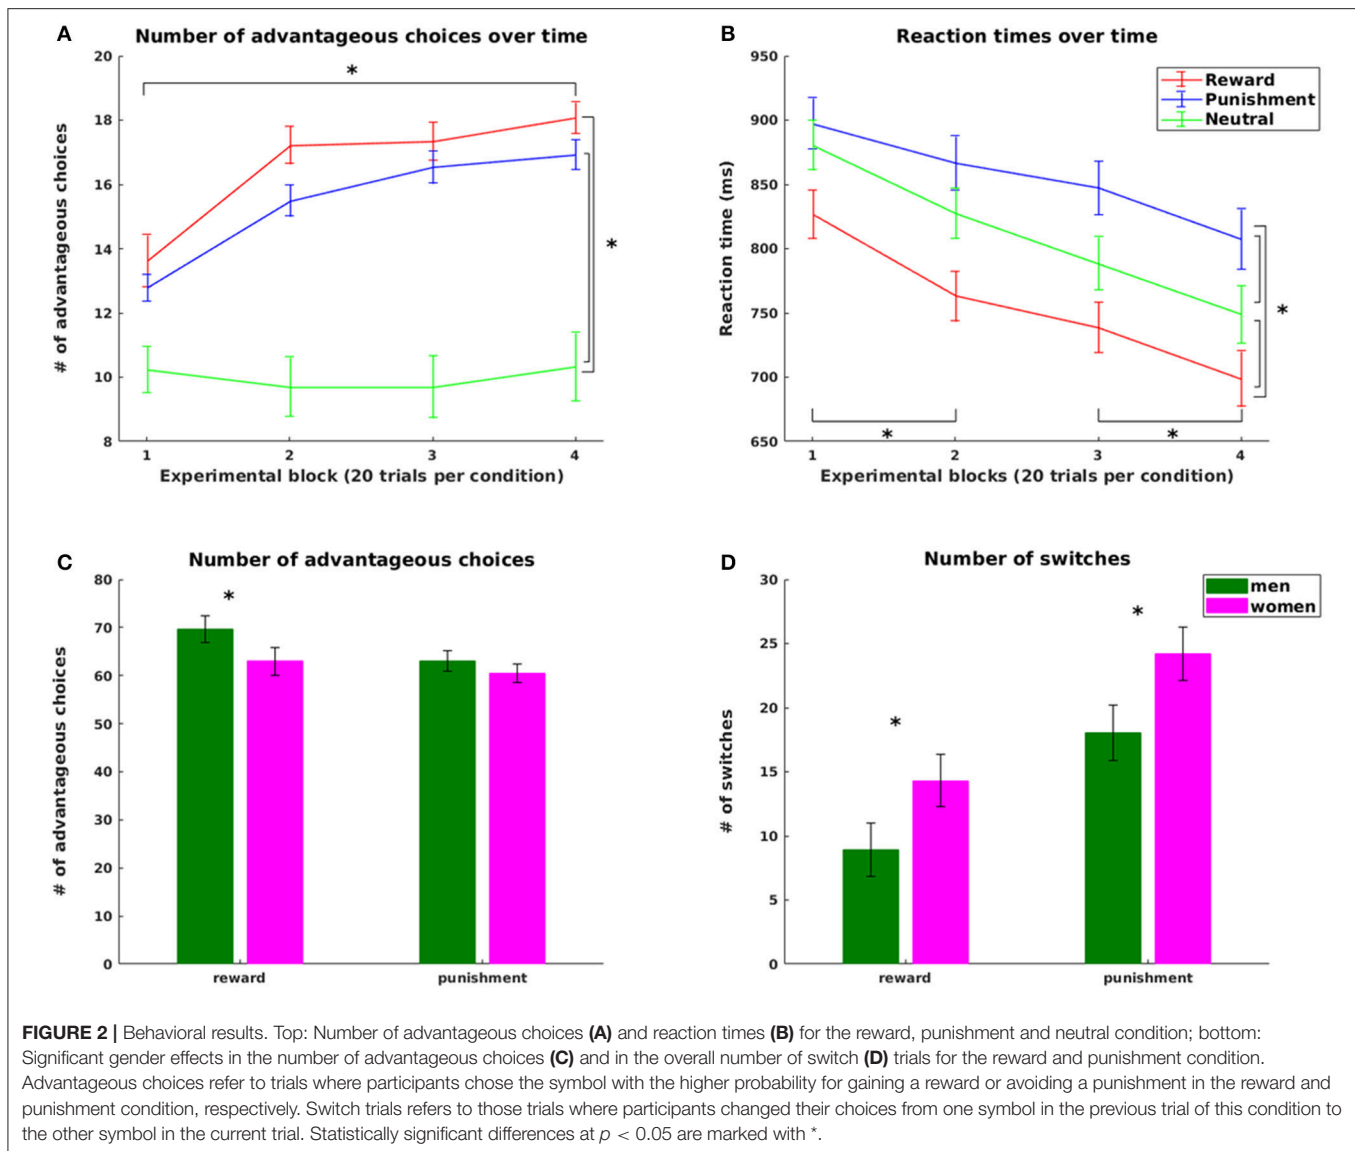 A
Number of advantageous choices over time
20
18
16
14
12
10
8
# of advantageous choices
*
*
1 2 3 4
Experimental block (20 trials per condition)
B
Reaction times over time
950
900
850
800
750
700
650
Reaction time (ms)
Reward
Punishment
Neutral
*
* *
1 2 3 4
Experimental blocks (20 trials per condition)
C
Number of advantageous choices
80
70
60
50
40
30
20
10
0
# of advantageous choices
*
reward punishment
D
Number of switches
30
25
20
15
10
5
0
# of switches
men
women
*
*
reward punishment
FIGURE 2 | Behavioral results. Top: Number of advantageous choices (A) and reaction times (B) for the reward, punishment and neutral condition; bottom:
Significant gender effects in the number of advantageous choices (C) and in the overall number of switch (D) trials for the reward and punishment condition.
Advantageous choices refer to trials where participants chose the symbol with the higher probability for gaining a reward or avoiding a punishment in the reward and
punishment condition, respectively. Switch trials refers to those trials where participants changed their choices from one symbol in the previous trial of this condition to
the other symbol in the current trial. Statistically significant differences at p < 0.05 are marked with *.